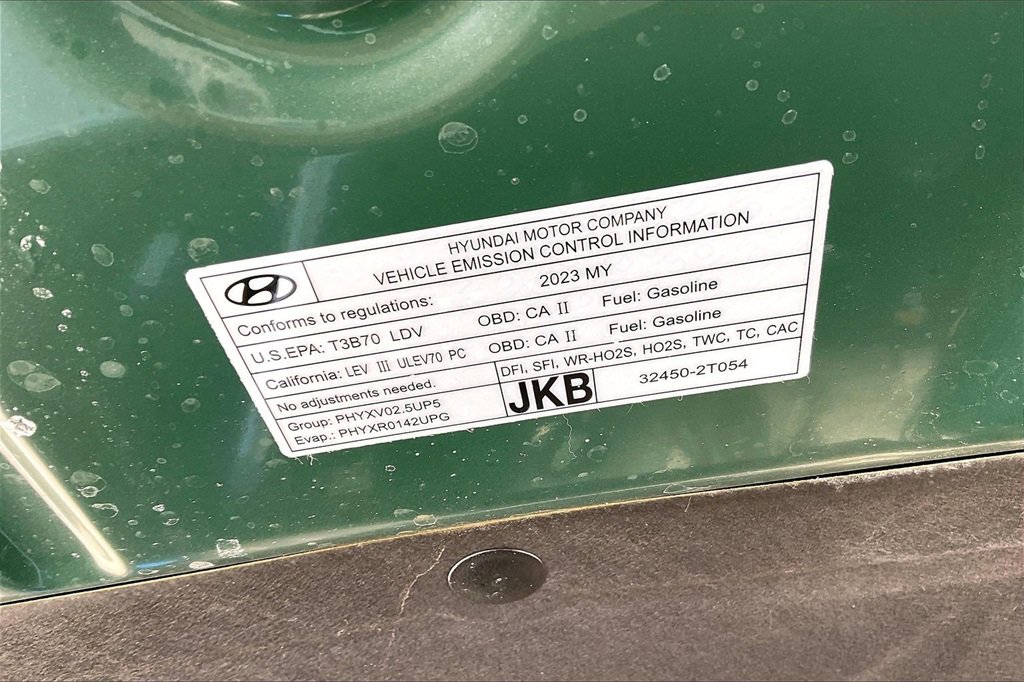 HYUNDAI MOTOR COMPANY
VEHICLE EMISSION CONTROL INFORMATION
Conforms to regulations: 2023 MY
U.S.EPA: T3B70 LDV OBD: CA II Fuel: Gasoline
California: LEV III ULEV70 PC OBD: CA II Fuel: Gasoline
No adjustments needed. DFI, SFI, WR-HO2S, HO2S, TWC, TC, CAC
Group: PHYXV02.5UP5
Evap.: PHYXR0142UPG
JKB
32450-2T054